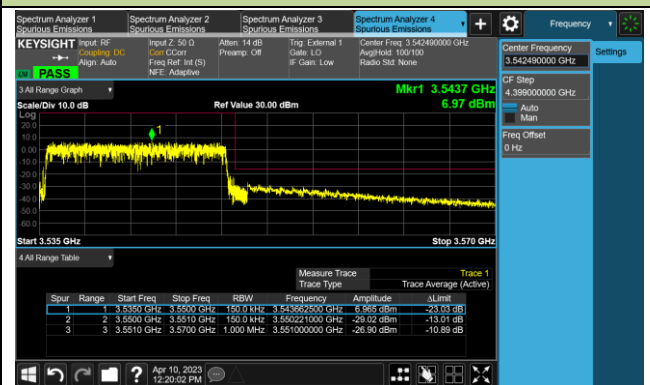 Spectrum Analyzer 1
Spurious Emissions
Spectrum Analyzer 2
Spurious Emissions
Spectrum Analyzer 3
Spurious Emissions
Spectrum Analyzer 4
Spurious Emissions
Frequency
KEYSIGHT
Input: RF
Coupling: DC
Align: Auto
Input Z: 50 Ω
Corr CCorr
Freq Ref: Int (S)
NFE: Adaptive
Atten: 14 dB
Preamp: Off
Trig: External 1
Gate: LO
IF Gain: Low
Center Freq: 3.542490000 GHz
Avg|Hold: 100/100
Radio Std: None
PASS
Center Frequency
3.542490000 GHz
Settings
CF Step
4.399000000 GHz
Auto
Man
Freq Offset
0 Hz
3 All Range Graph
Mkr1 3.5437 GHz
Scale/Div 10.0 dB
Ref Value 30.00 dBm
6.97 dBm
Log
20.0
10.0
0.00
-10.0
-20.0
-30.0
-40.0
-50.0
-60.0
1
Start 3.535 GHz
Stop 3.570 GHz
4 All Range Table
Measure Trace Trace 1
Trace Type Trace Average (Active)
Spur Range Start Freq Stop Freq RBW Frequency Amplitude ΔLimit
1 1 3.5350 GHz 3.5500 GHz 150.0 kHz 3.543662500 GHz 6.965 dBm -23.03 dB
2 2 3.5500 GHz 3.5510 GHz 150.0 kHz 3.550221000 GHz -29.02 dBm -13.01 dB
3 3 3.5510 GHz 3.5700 GHz 1.000 MHz 3.551000000 GHz -26.90 dBm -10.89 dB
Apr 10, 2023
12:20:02 PM